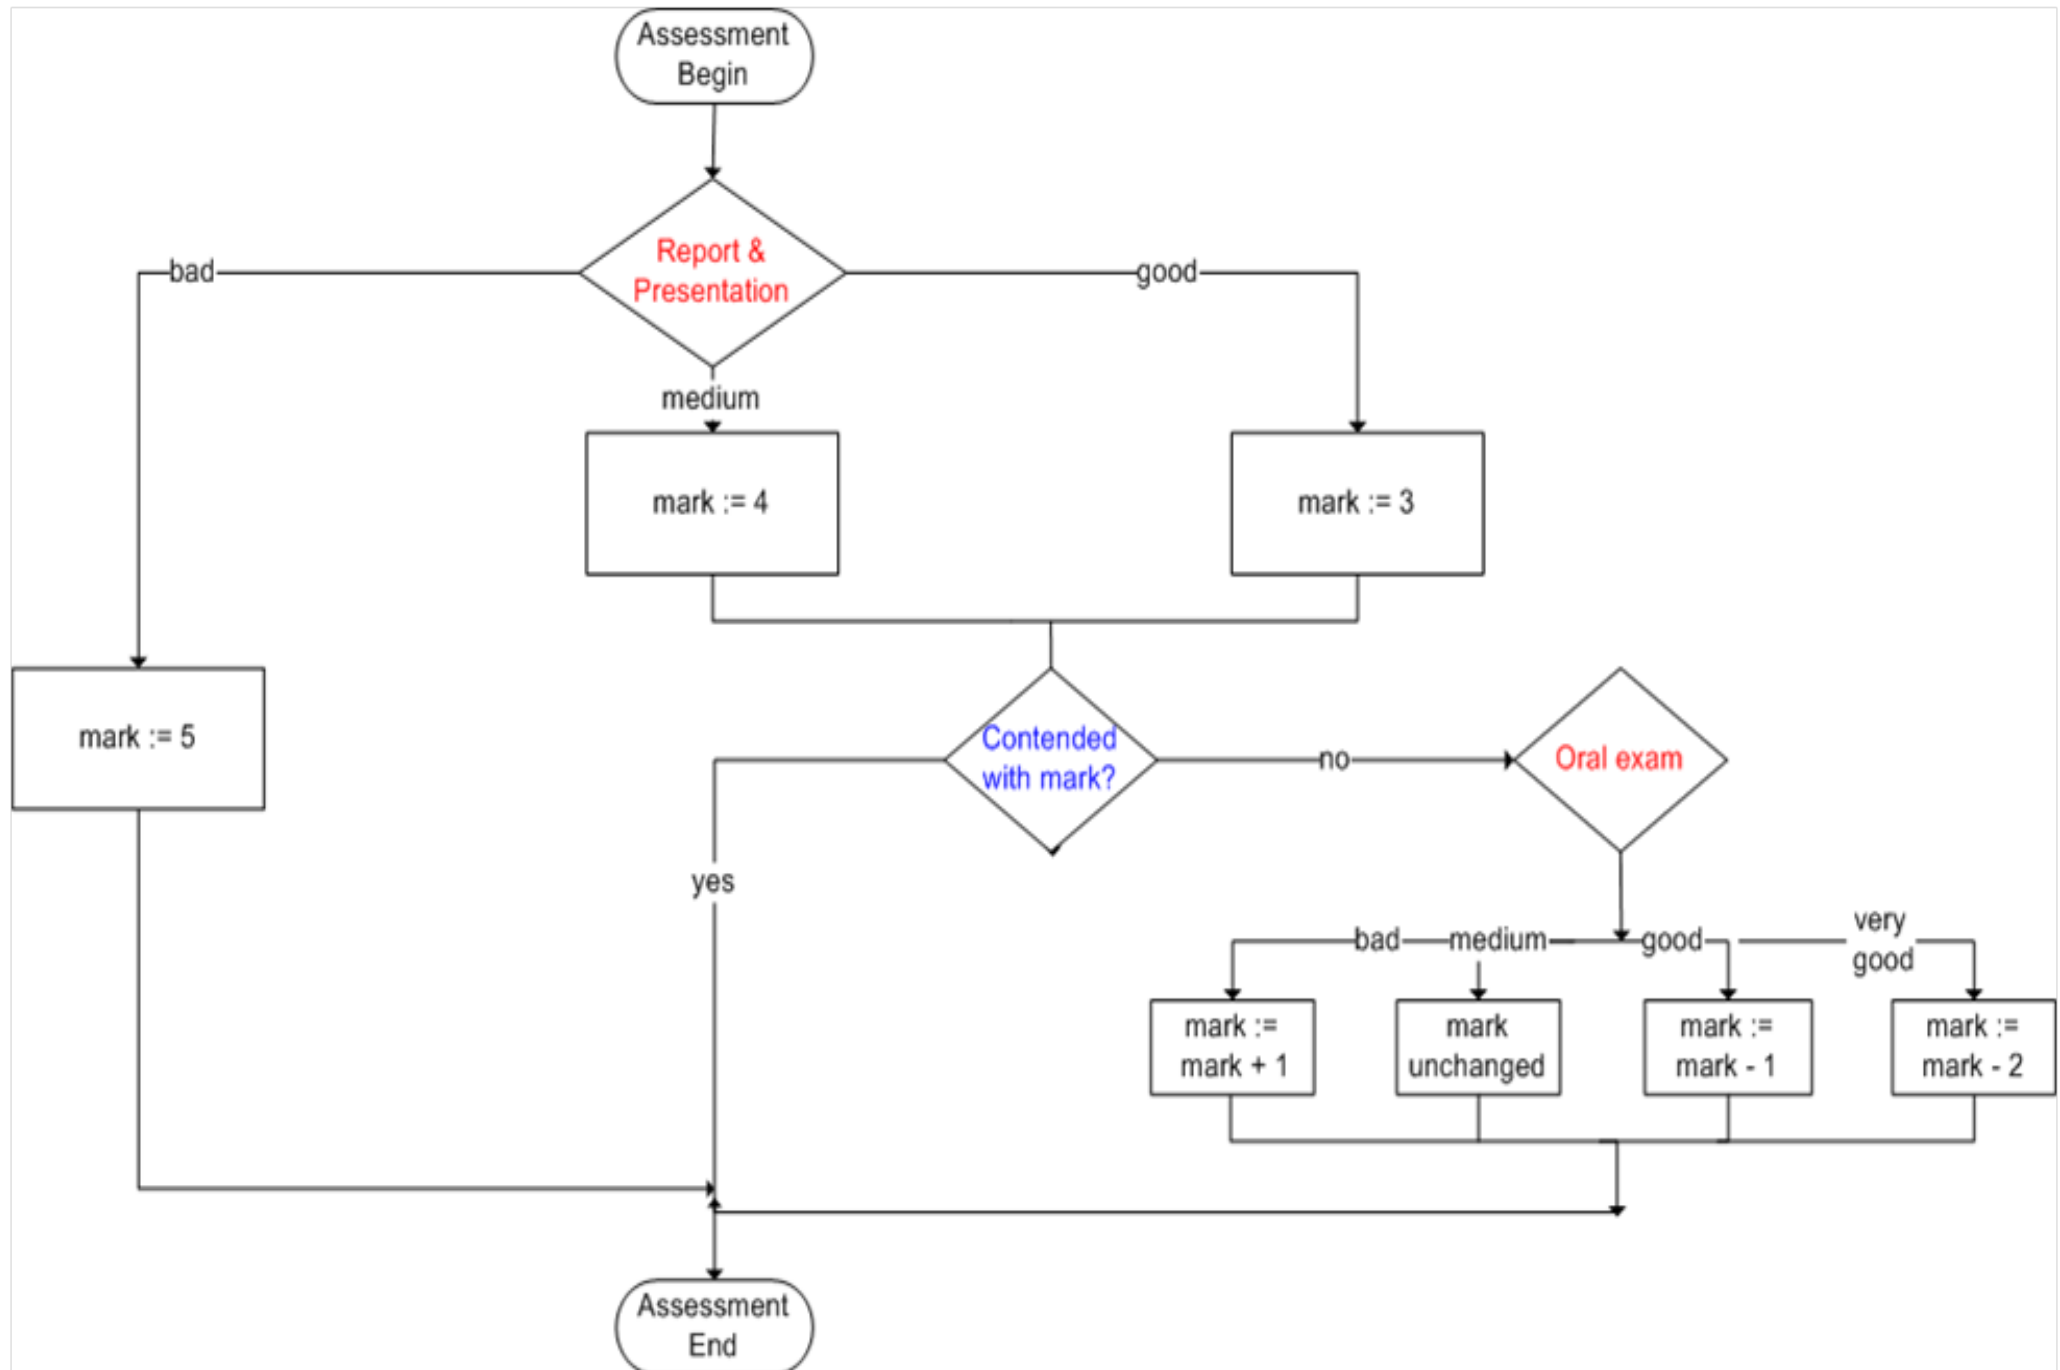 Assessment
Begin
Report &
Presentation
bad
good
medium
mark := 4
mark := 3
mark := 5
Contended
with mark?
no
Oral exam
yes
bad
medium
good
very
good
mark :=
mark + 1
mark
unchanged
mark :=
mark - 1
mark :=
mark - 2
Assessment
End